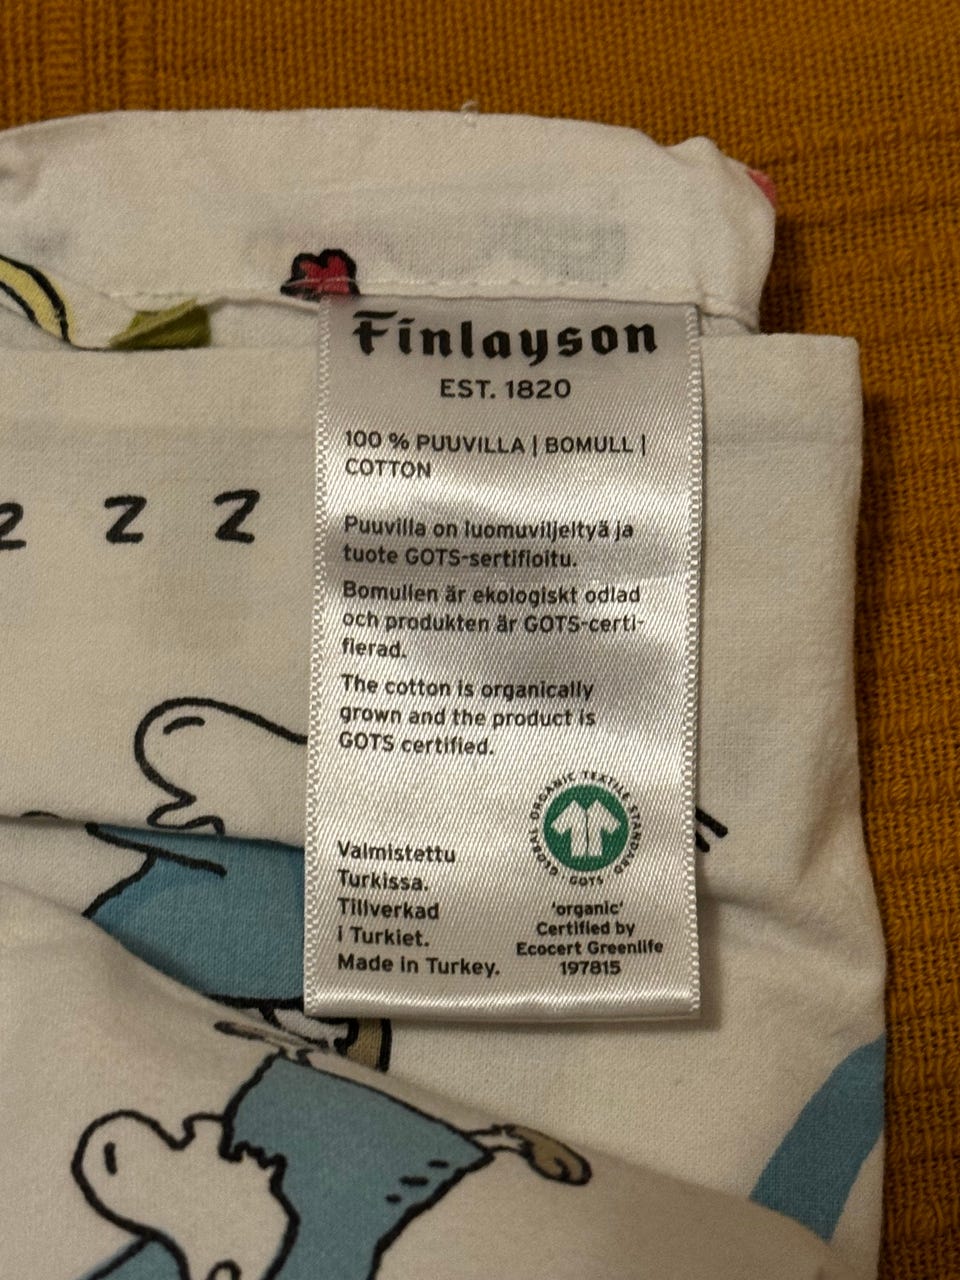 Finlayson
EST. 1820
100 % PUUVILLA | BOMULL |
COTTON
Puuvilla on luomuviljeltyä ja
tuote GOTS-sertifioitu.
Bomullen är ekologiskt odlad
och produkten är GOTS-certi-
fierad.
The cotton is organically
grown and the product is
GOTS certified.
GLOBAL ORGANIC TEXTILE STANDARD
· GOTS ·
Valmistettu
Turkissa.
Tillverkad
i Turkiet.
Made in Turkey.
'organic'
Certified by
Ecocert Greenlife
197815
Z Z Z